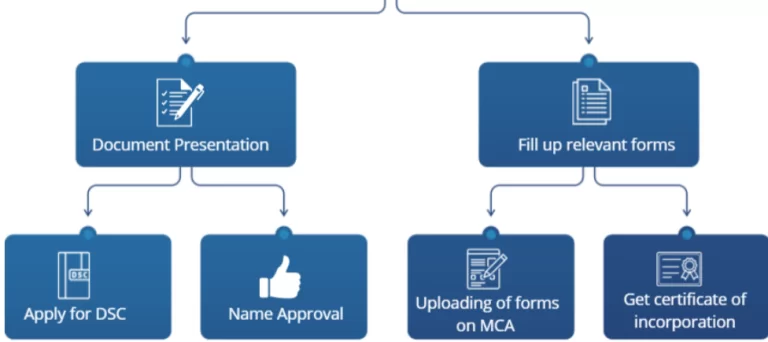 Document Presentation
Fill up relevant forms
DSC
Apply for DSC
Name Approval
Uploading of forms
on MCA
Get certificate of
incorporation